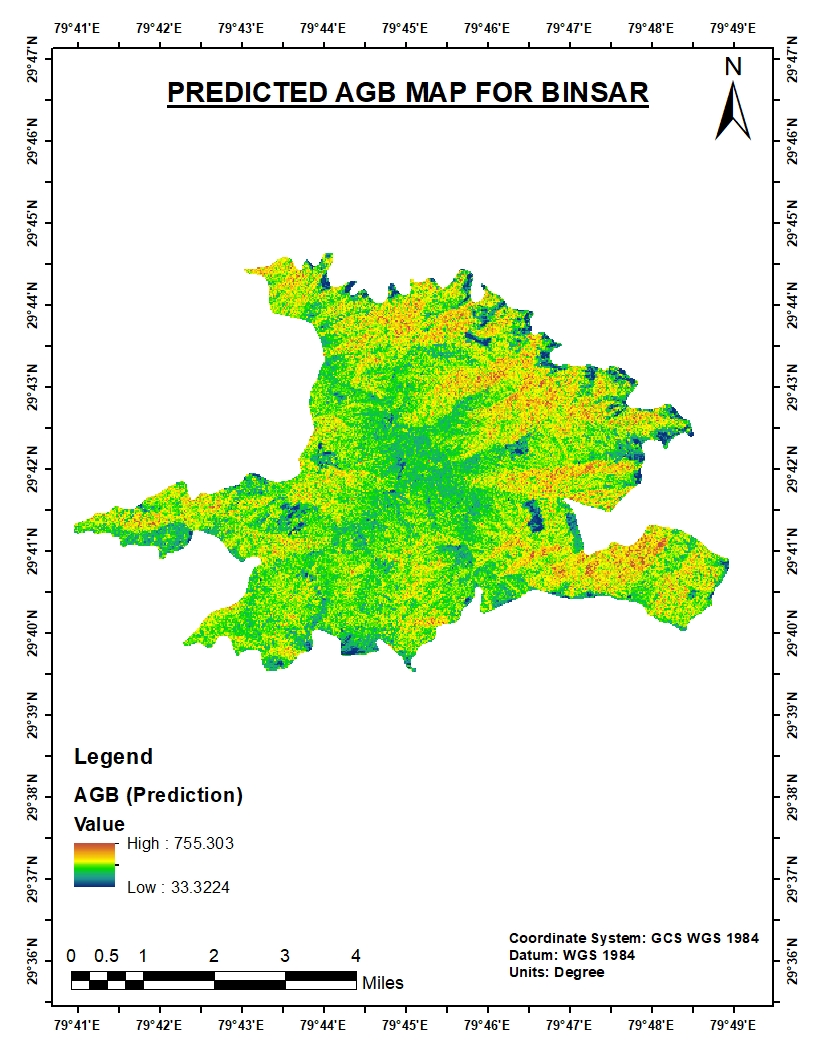 79°41'E 79°42'E 79°43'E 79°44'E 79°45'E 79°46'E 79°47'E 79°48'E 79°49'E
PREDICTED AGB MAP FOR BINSAR
N
29°47'N 29°47'N
29°46'N 29°46'N
29°45'N 29°45'N
29°44'N 29°44'N
29°43'N 29°43'N
29°42'N 29°42'N
29°41'N 29°41'N
29°40'N 29°40'N
29°39'N 29°39'N
29°38'N 29°38'N
29°37'N 29°37'N
29°36'N 29°36'N
Legend
AGB (Prediction)
Value
High : 755.303
Low : 33.3224
0 0.5 1 2 3 4
Miles
Coordinate System: GCS WGS 1984
Datum: WGS 1984
Units: Degree
79°41'E 79°42'E 79°43'E 79°44'E 79°45'E 79°46'E 79°47'E 79°48'E 79°49'E